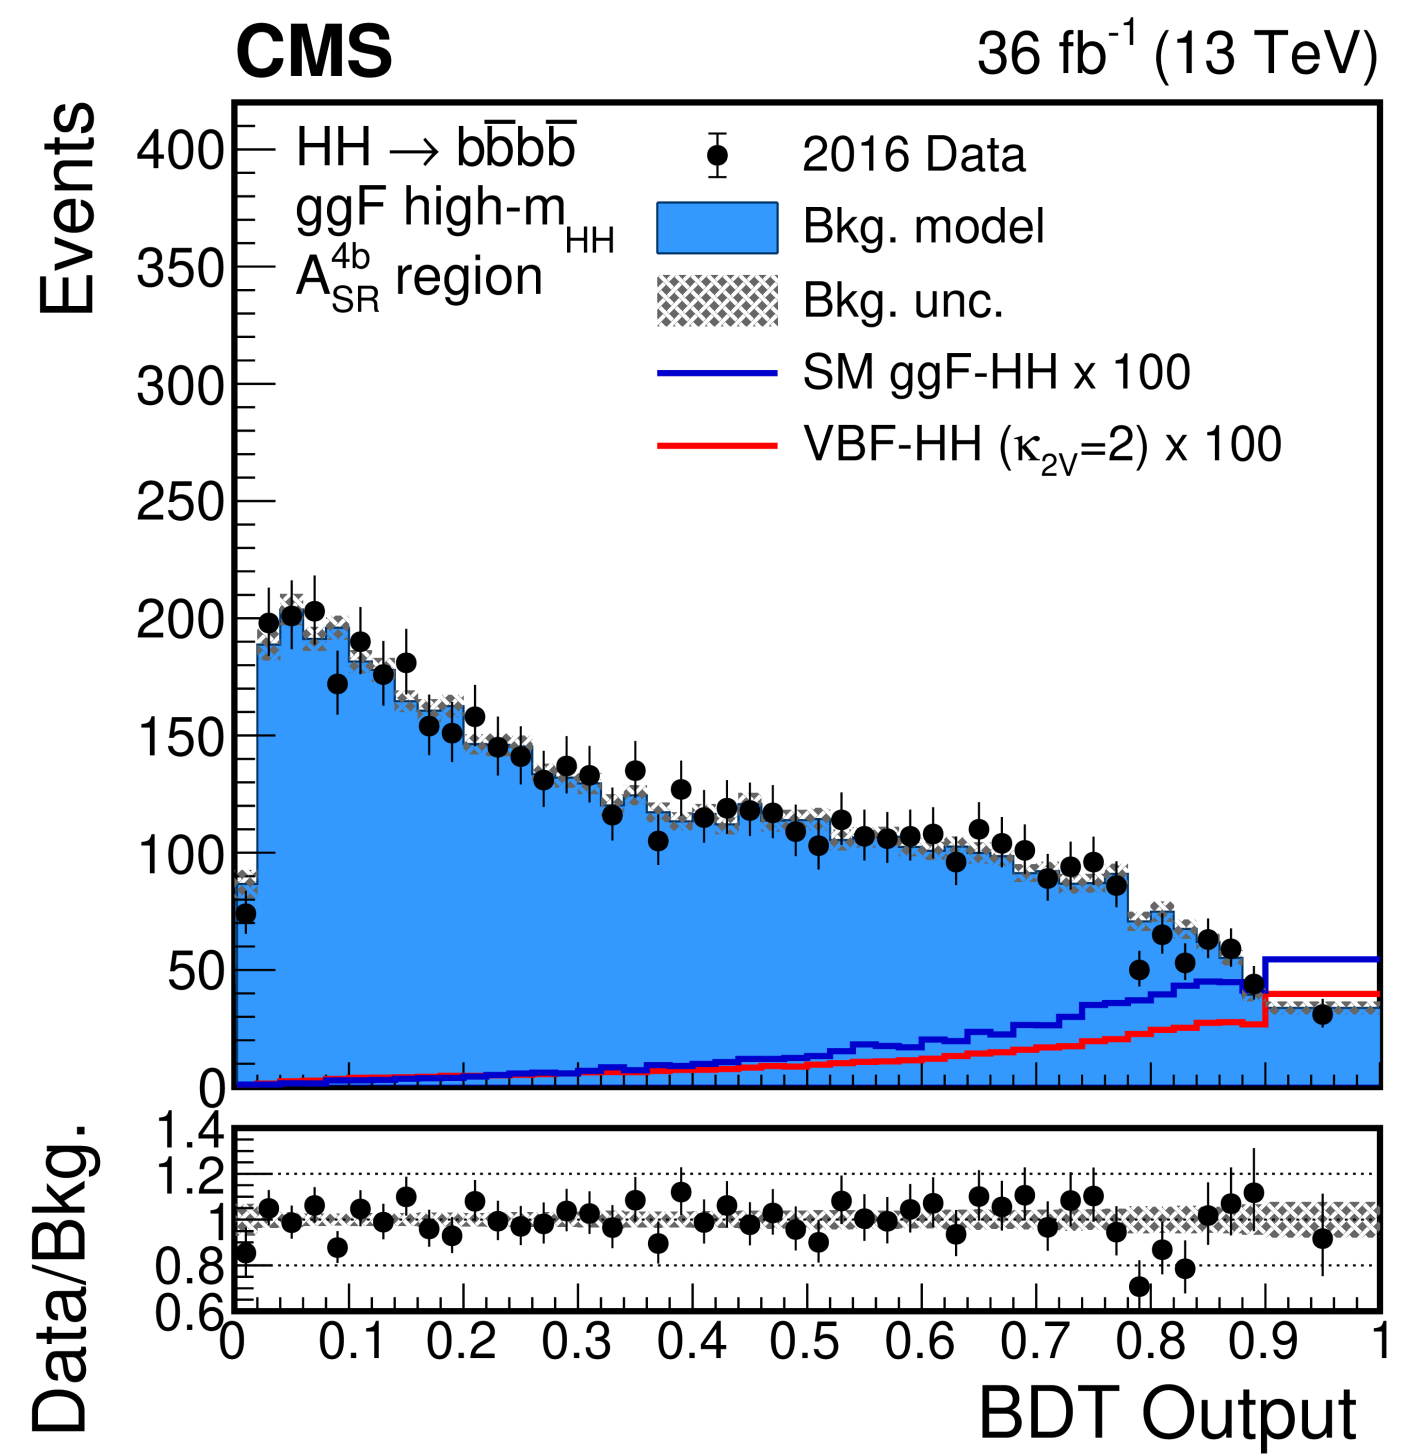 CMS 36 fb⁻¹ (13 TeV)
Events
400
350
300
250
200
150
100
50
0
HH → bb̅bb̅
ggF high-m_HH
A^4b_SR region
2016 Data
Bkg. model
Bkg. unc.
SM ggF-HH x 100
VBF-HH (κ_2V=2) x 100
Data/Bkg.
1.4
1.2
1
0.8
0.6
0 0.1 0.2 0.3 0.4 0.5 0.6 0.7 0.8 0.9 1
BDT Output